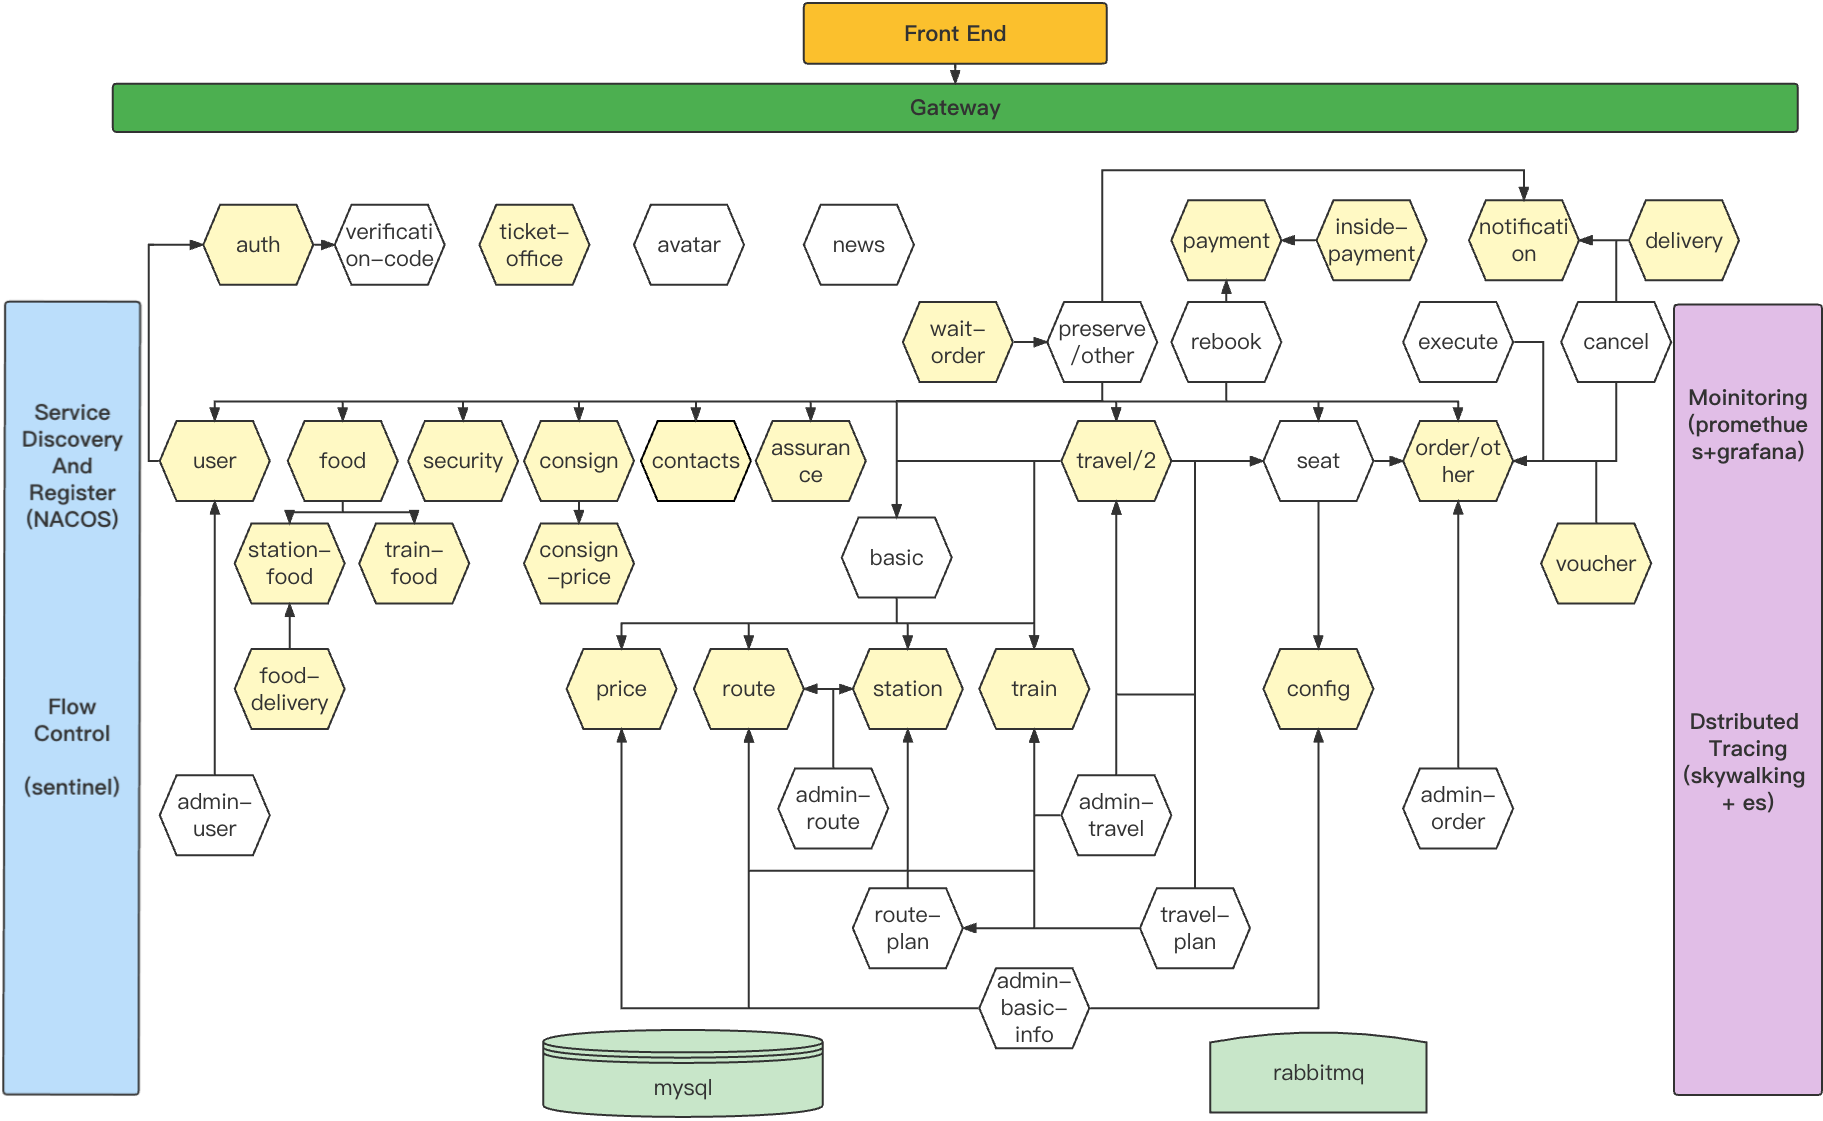 Front End
Gateway
auth
verificati
on-code
ticket-
office
avatar
news
payment
inside-
payment
notificati
on
delivery
wait-
order
preserve
/other
rebook
execute
cancel
Service
Discovery
And
Register
(NACOS)
Flow
Control
(sentinel)
Moinitoring
(promethue
s+grafana)
Dstributed
Tracing
(skywalking
+ es)
user
food
security
consign
contacts
assuran
ce
travel/2
seat
order/ot
her
station-
food
train-
food
consign
-price
basic
voucher
food-
delivery
price
route
station
train
config
admin-
user
admin-
route
admin-
travel
admin-
order
route-
plan
travel-
plan
admin-
basic-
info
mysql
rabbitmq